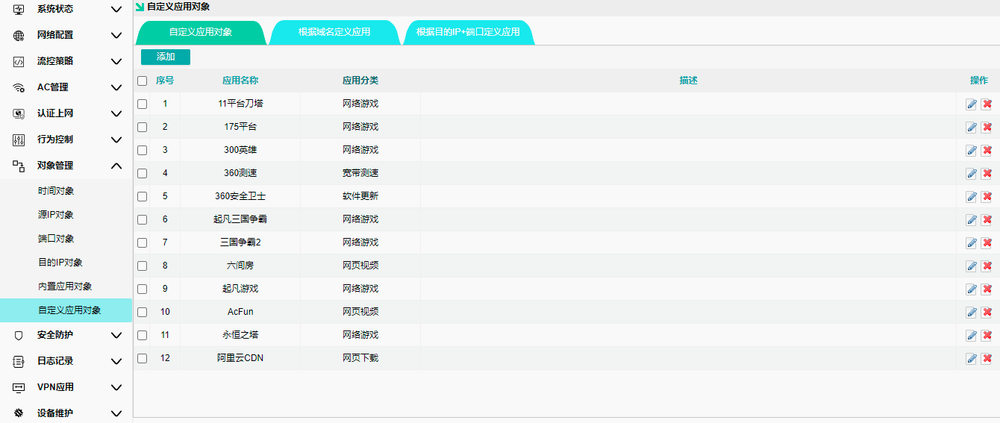 系统状态
网络配置
流控策略
AC管理
认证上网
行为控制
对象管理
时间对象
源IP对象
端口对象
目的IP对象
内置应用对象
自定义应用对象
安全防护
日志记录
VPN应用
设备维护
自定义应用对象
自定义应用对象 根据域名定义应用 根据目的IP+端口定义应用
添加
序号 应用名称 应用分类 描述 操作
1 11平台刀塔 网络游戏
2 175平台 网络游戏
3 300英雄 网络游戏
4 360测速 宽带测速
5 360安全卫士 软件更新
6 起凡三国争霸 网络游戏
7 三国争霸2 网络游戏
8 六间房 网页视频
9 起凡游戏 网络游戏
10 AcFun 网页视频
11 永恒之塔 网络游戏
12 阿里云CDN 网页下载